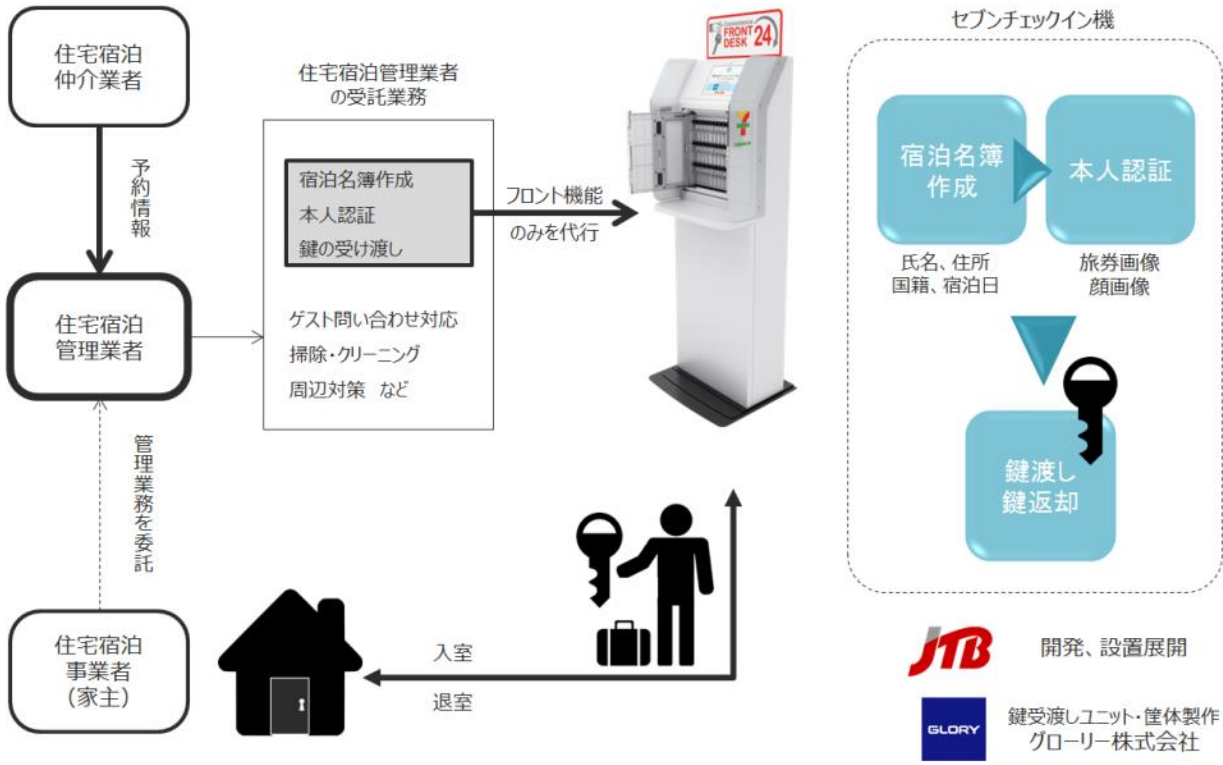 住宅宿泊
仲介業者
予約情報
住宅宿泊
管理業者
管理業務を委託
住宅宿泊
事業者
(家主)
住宅宿泊管理業者
の受託業務
宿泊名簿作成
本人認証
鍵の受け渡し
ゲスト問い合わせ対応
掃除・クリーニング
周辺対策 など
フロント機能
のみを代行
FRONT
DESK 24
入室
退室
セブンチェックイン機
宿泊名簿
作成
本人認証
氏名、住所
国籍、宿泊日
旅券画像
顔画像
鍵渡し
鍵返却
JTB
開発、設置展開
GLORY
鍵受渡しユニット・筐体製作
グローリー株式会社